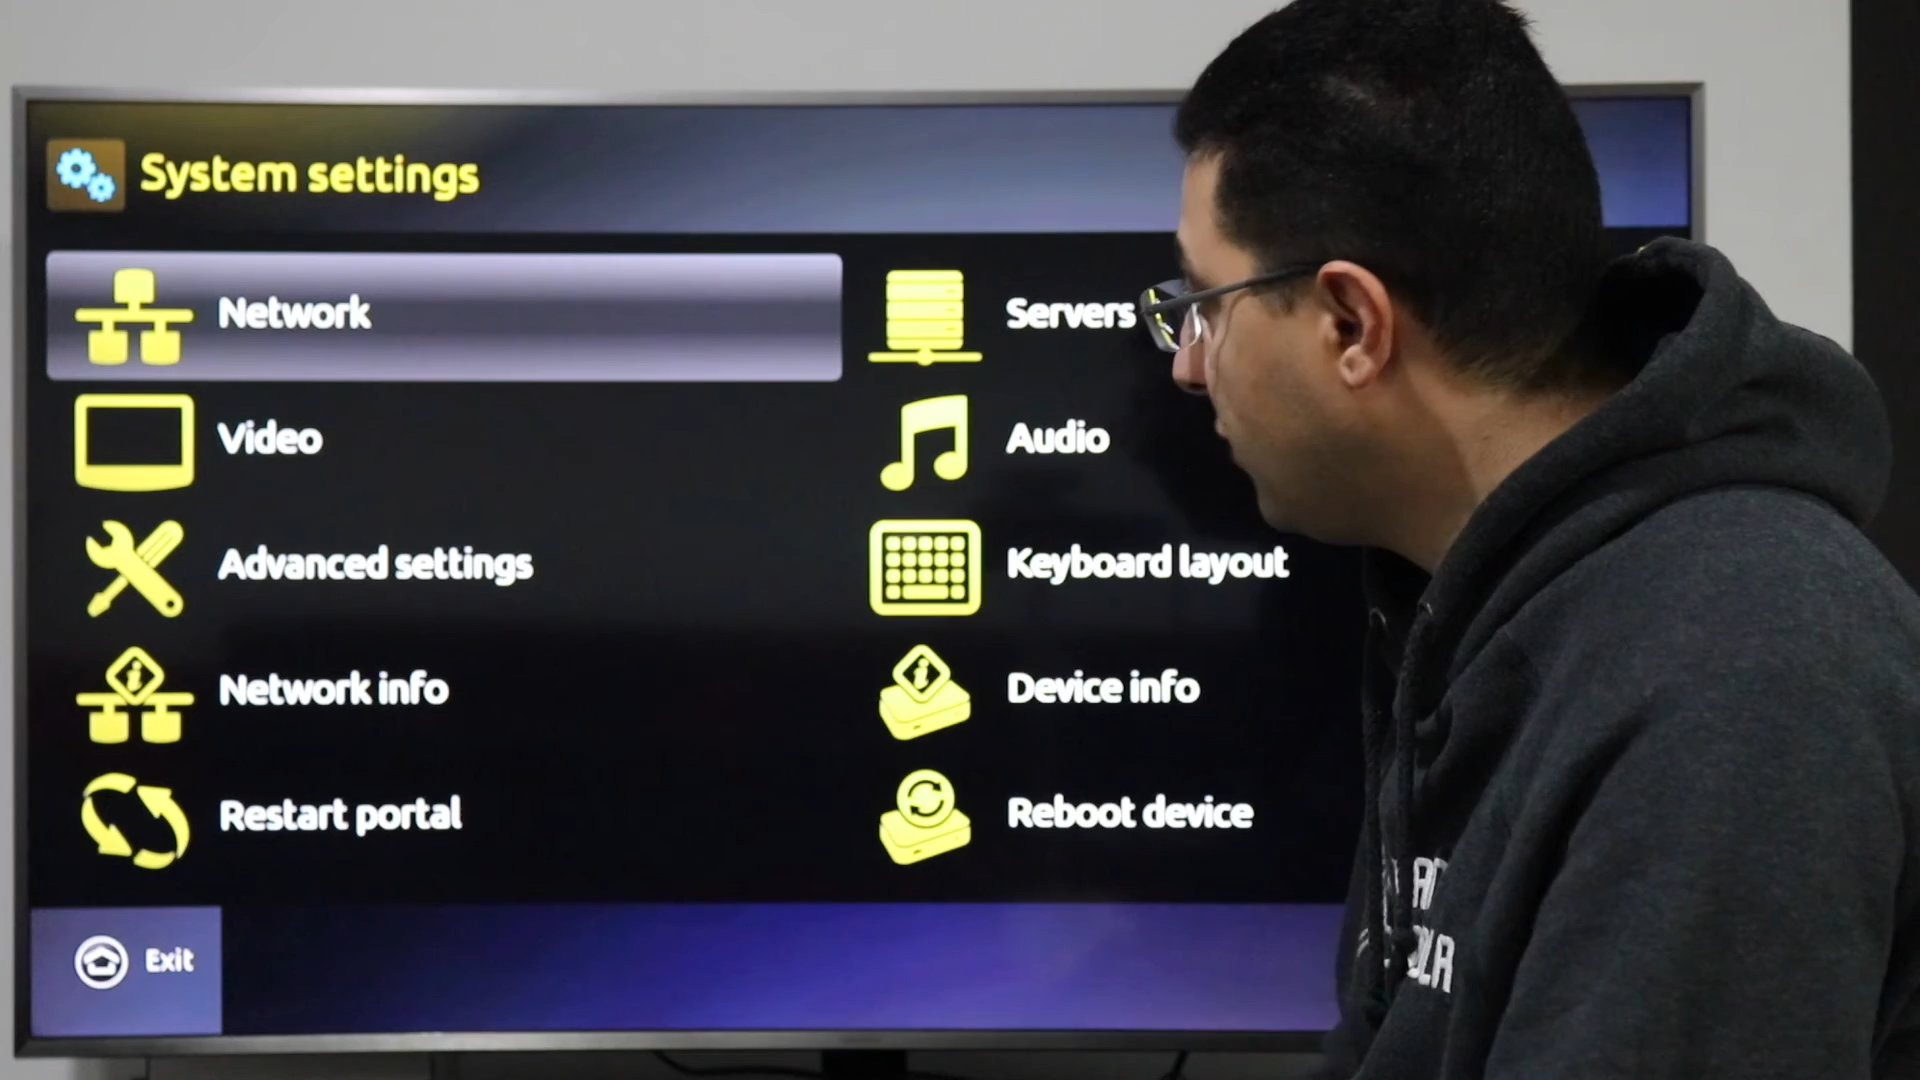 System settings
Network
Servers
Video
Audio
Advanced settings
Keyboard layout
Network info
Device info
Restart portal
Reboot device
Exit